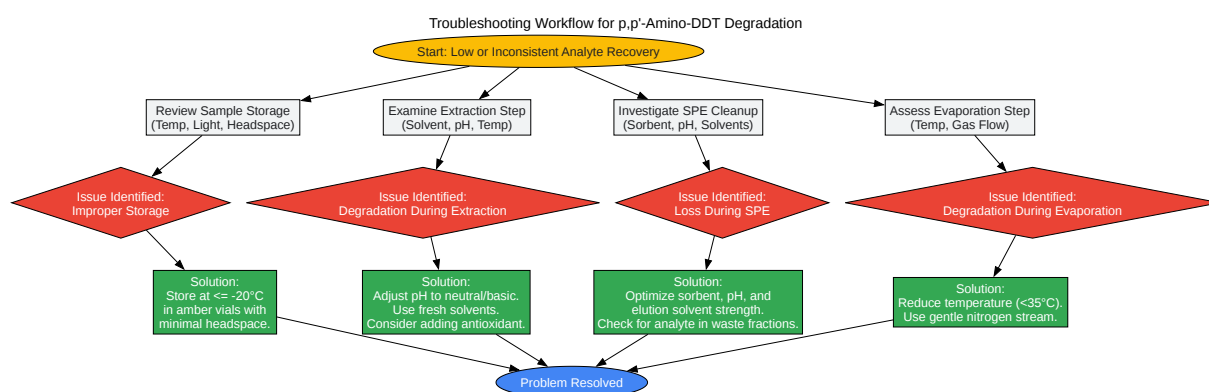 Troubleshooting Workflow for p,p'-Amino-DDT Degradation
Start: Low or Inconsistent Analyte Recovery
Review Sample Storage
(Temp, Light, Headspace)
Examine Extraction Step
(Solvent, pH, Temp)
Investigate SPE Cleanup
(Sorbent, pH, Solvents)
Assess Evaporation Step
(Temp, Gas Flow)
Issue Identified:
Improper Storage
Issue Identified:
Degradation During Extraction
Issue Identified:
Loss During SPE
Issue Identified:
Degradation During Evaporation
Solution:
Store at <= -20°C
in amber vials with
minimal headspace.
Solution:
Adjust pH to neutral/basic.
Use fresh solvents.
Consider adding antioxidant.
Solution:
Optimize sorbent, pH, and
elution solvent strength.
Check for analyte in waste fractions.
Solution:
Reduce temperature (<35°C).
Use gentle nitrogen stream.
Problem Resolved